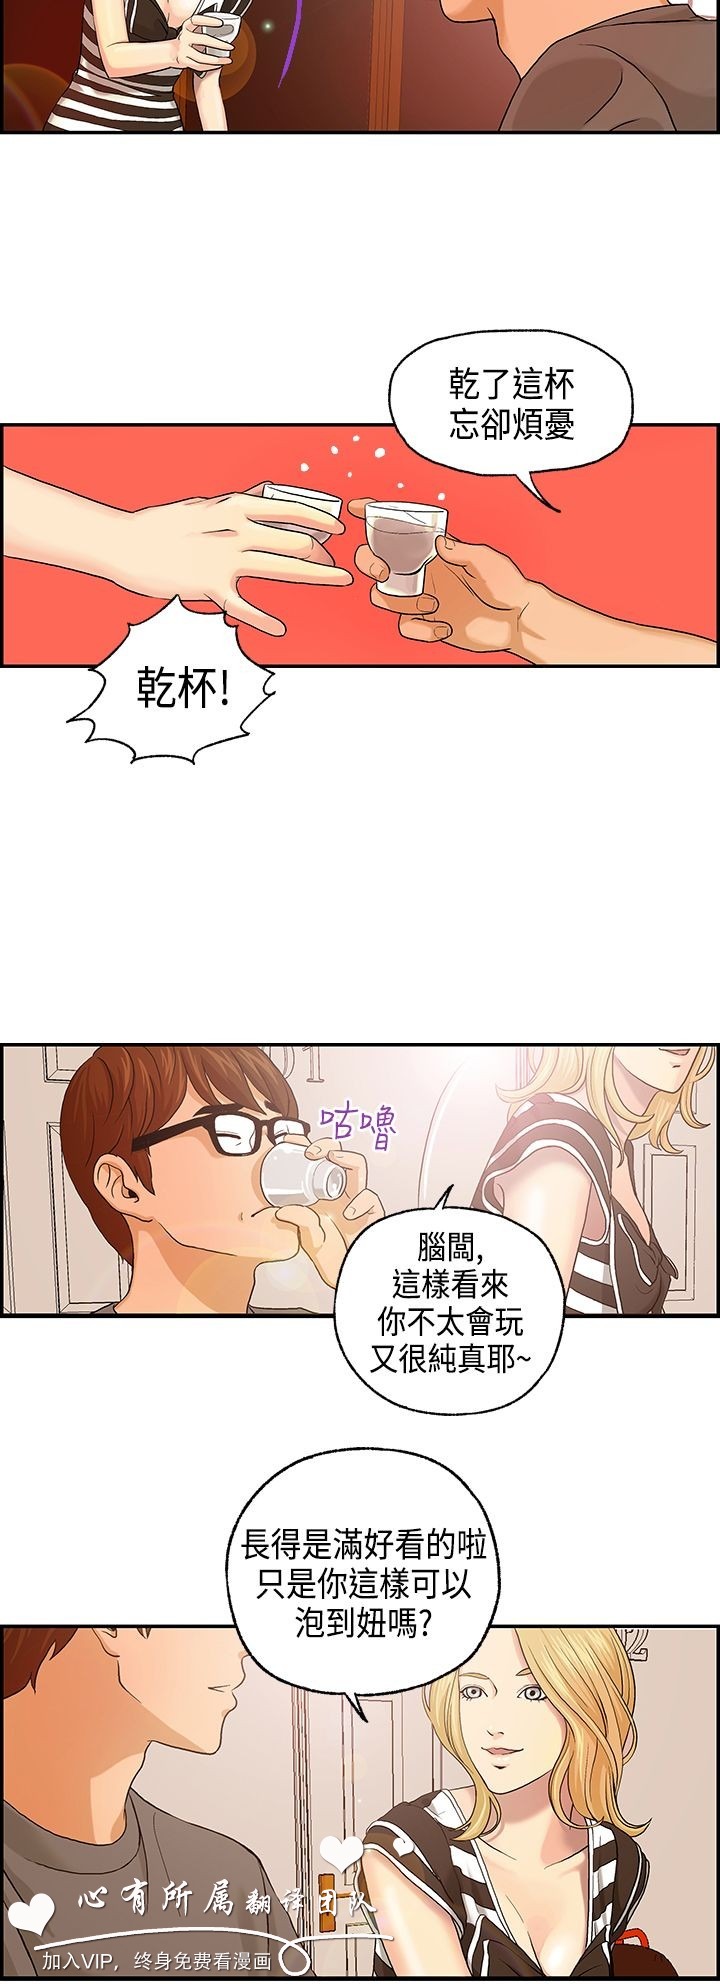 乾了這杯
忘卻煩憂
乾杯!
咕嚕
腦闆,
這樣看來
你不太會玩
又很純真耶~
長得是滿好看的啦
只是你這樣可以
泡到妞嗎?
心有所属翻译团队
加入VIP，终身免费看漫画